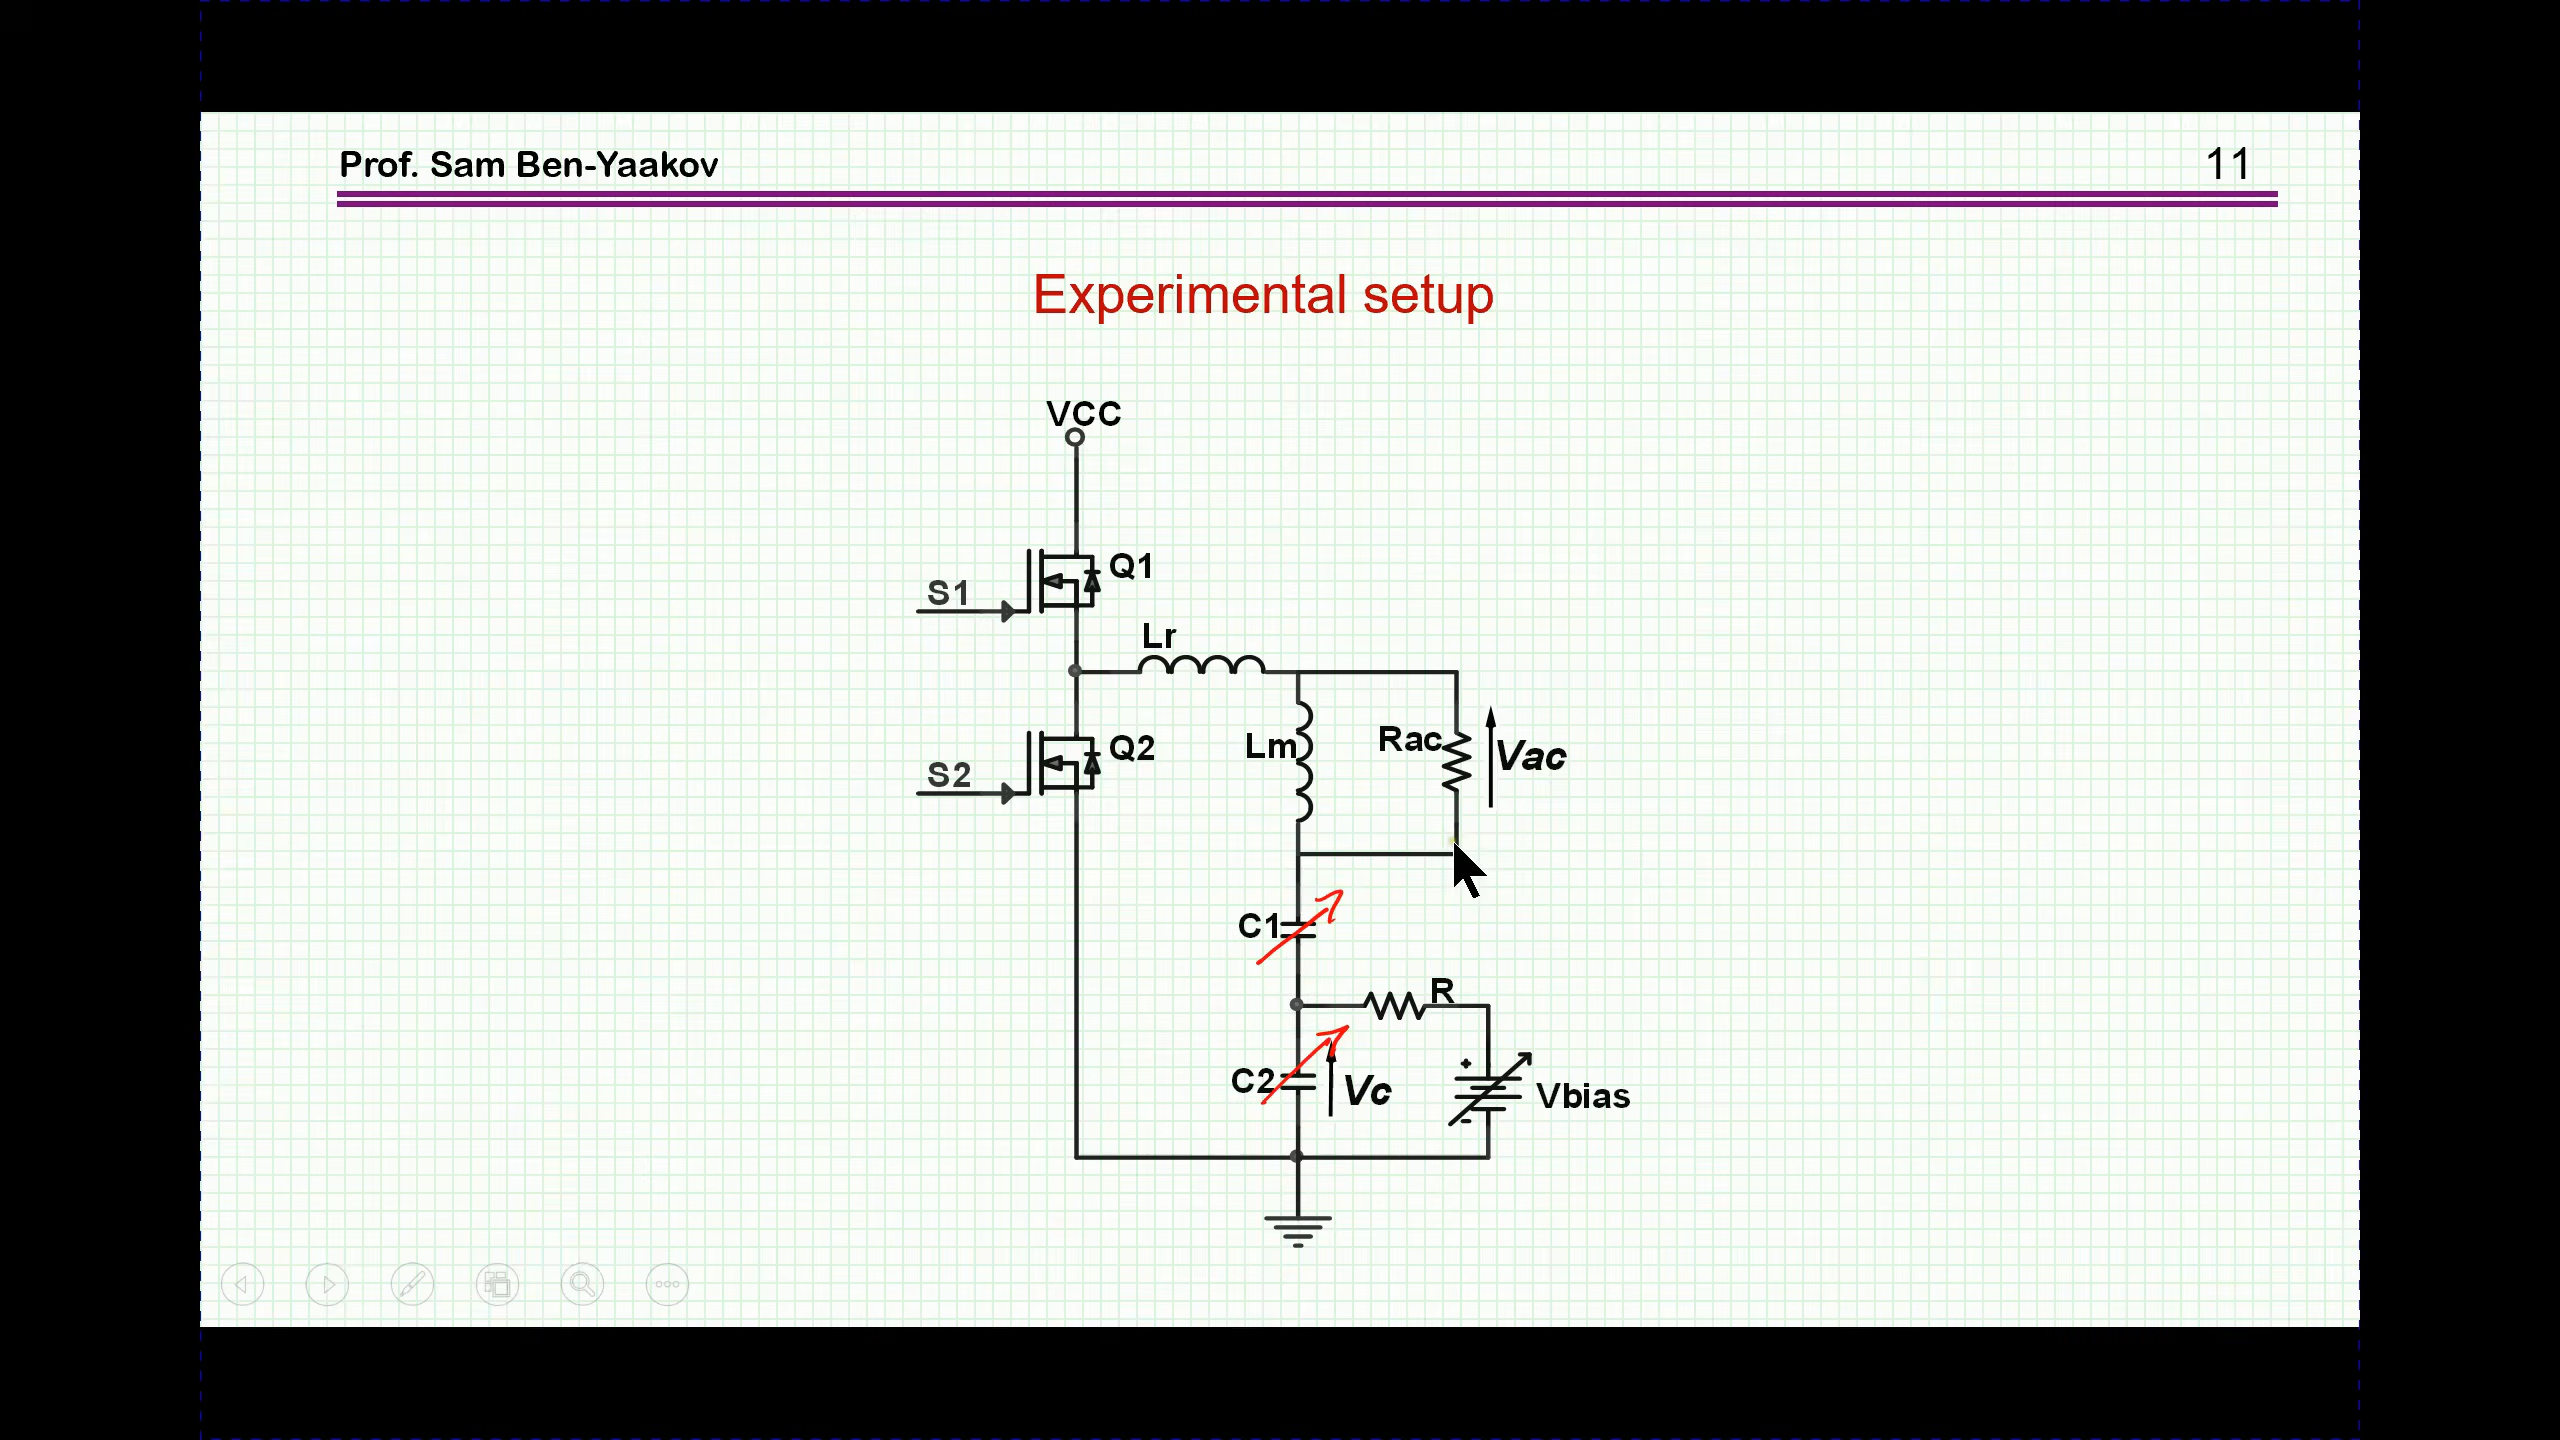 Prof. Sam Ben-Yaakov
11
Experimental setup
VCC
Q1
S1
Lr
Q2
S2
Lm
Rac
Vac
C1
R
C2
Vc
+
-
Vbias